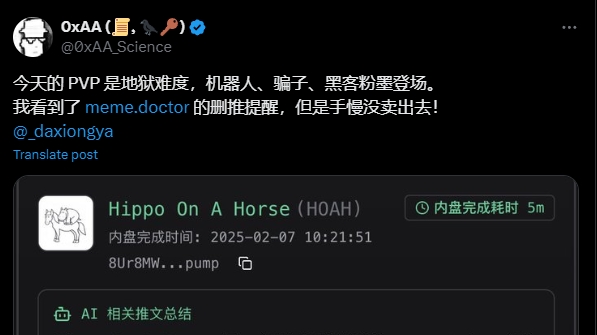 0xAA (📜, 🐦‍⬛🔑)
@0xAA_Science
今天的 PVP 是地狱难度，机器人、骗子、黑客粉墨登场。
我看到了 meme.doctor 的删推提醒，但是手慢没卖出去！
@_daxiongya
Translate post
Hippo On A Horse (HOAH)
内盘完成耗时 5m
内盘完成时间: 2025-02-07 10:21:51
8Ur8MW...pump
AI 相关推文总结